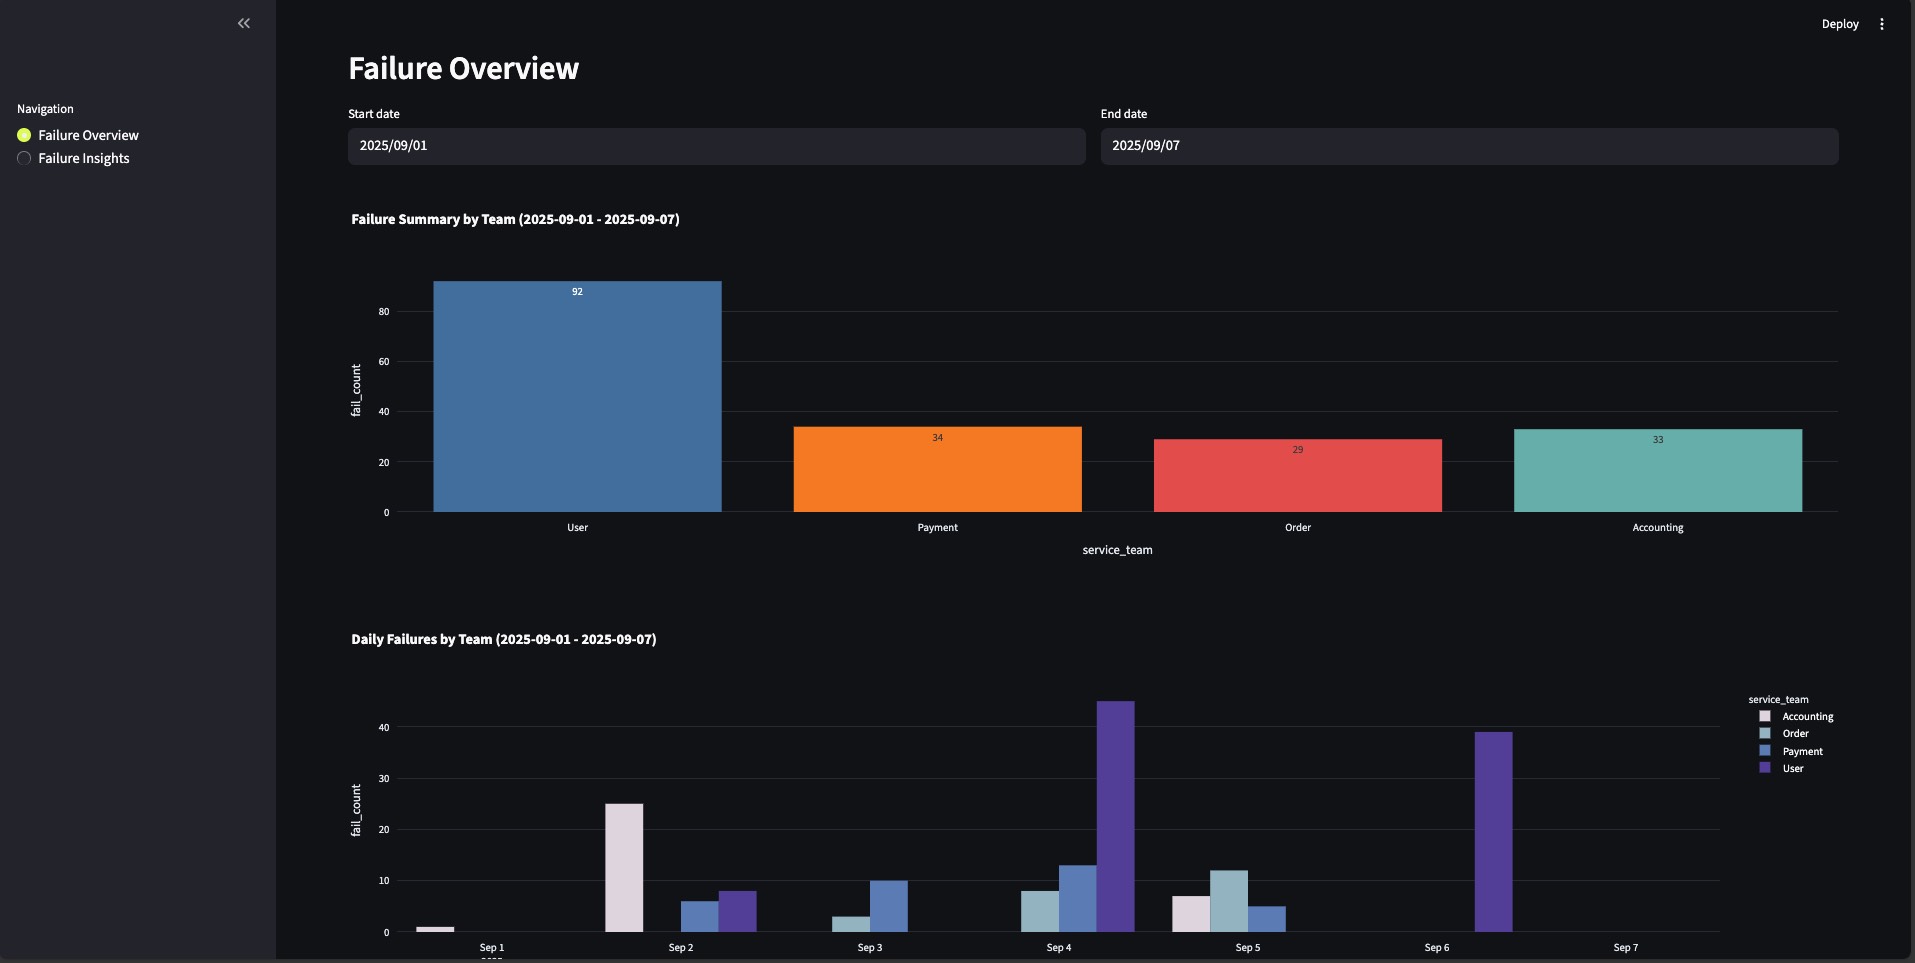 Deploy
Navigation
Failure Overview
Failure Insights
Failure Overview
Start date
End date
2025/09/01
2025/09/07
Failure Summary by Team (2025-09-01 - 2025-09-07)
fail_count
80
60
40
20
0
92
34
29
33
User
Payment
Order
Accounting
service_team
Daily Failures by Team (2025-09-01 - 2025-09-07)
fail_count
40
30
20
10
0
Sep 1
Sep 2
Sep 3
Sep 4
Sep 5
Sep 6
Sep 7
service_team
Accounting
Order
Payment
User